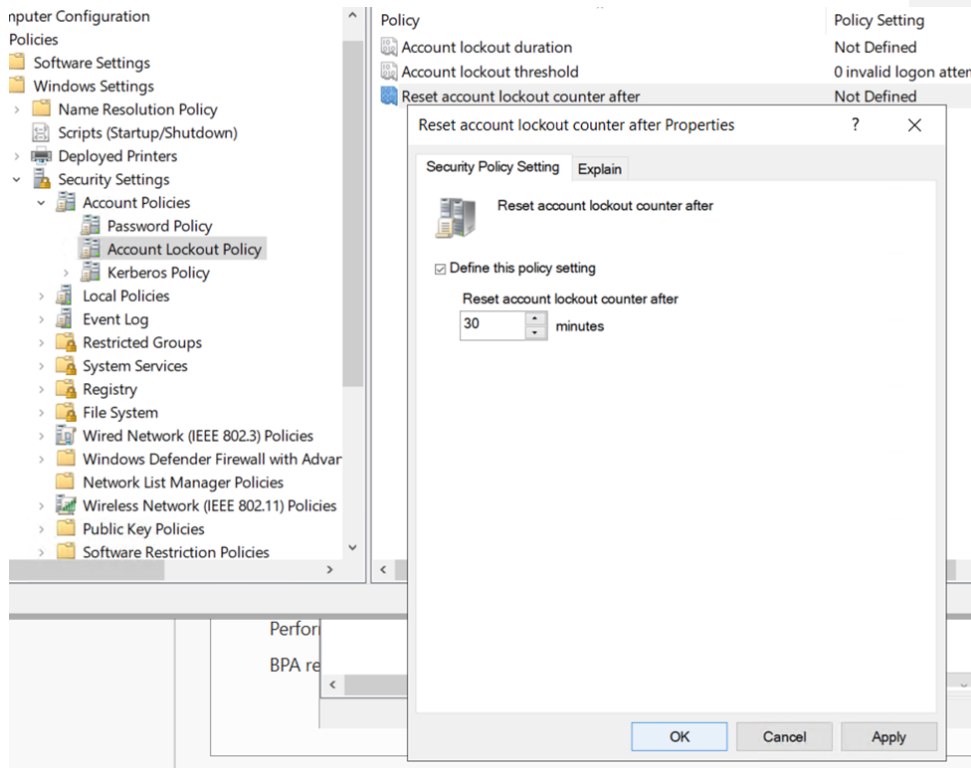 mputer Configuration
Policies
Software Settings
Windows Settings
Name Resolution Policy
Scripts (Startup/Shutdown)
Deployed Printers
Security Settings
Account Policies
Password Policy
Account Lockout Policy
Kerberos Policy
Local Policies
Event Log
Restricted Groups
System Services
Registry
File System
Wired Network (IEEE 802.3) Policies
Windows Defender Firewall with Advar
Network List Manager Policies
Wireless Network (IEEE 802.11) Policies
Public Key Policies
Software Restriction Policies
Policy Policy Setting
Account lockout duration Not Defined
Account lockout threshold 0 invalid logon atten
Reset account lockout counter after Not Defined
Reset account lockout counter after Properties ?
Security Policy Setting Explain
Reset account lockout counter after
Define this policy setting
Reset account lockout counter after
30 minutes
OK Cancel Apply
Perfor
BPA re